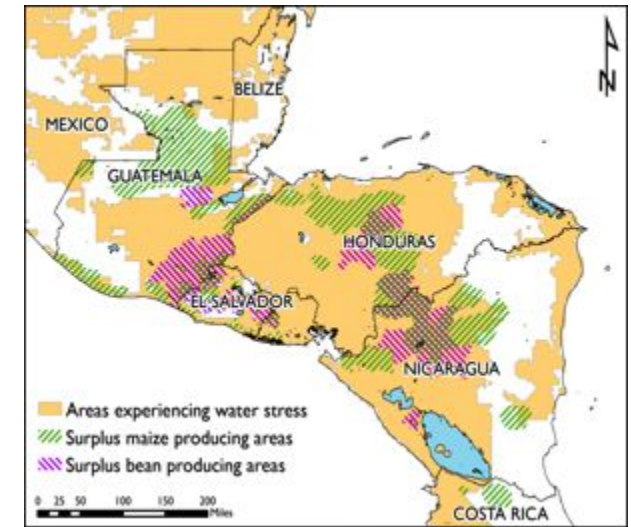 N
BELIZE
MEXICO
GUATEMALA
HONDURAS
EL SALVADOR
NICARAGUA
Areas experiencing water stress
Surplus maize producing areas
Surplus bean producing areas
0 25 50 100 150 200
Miles
COSTA RICA